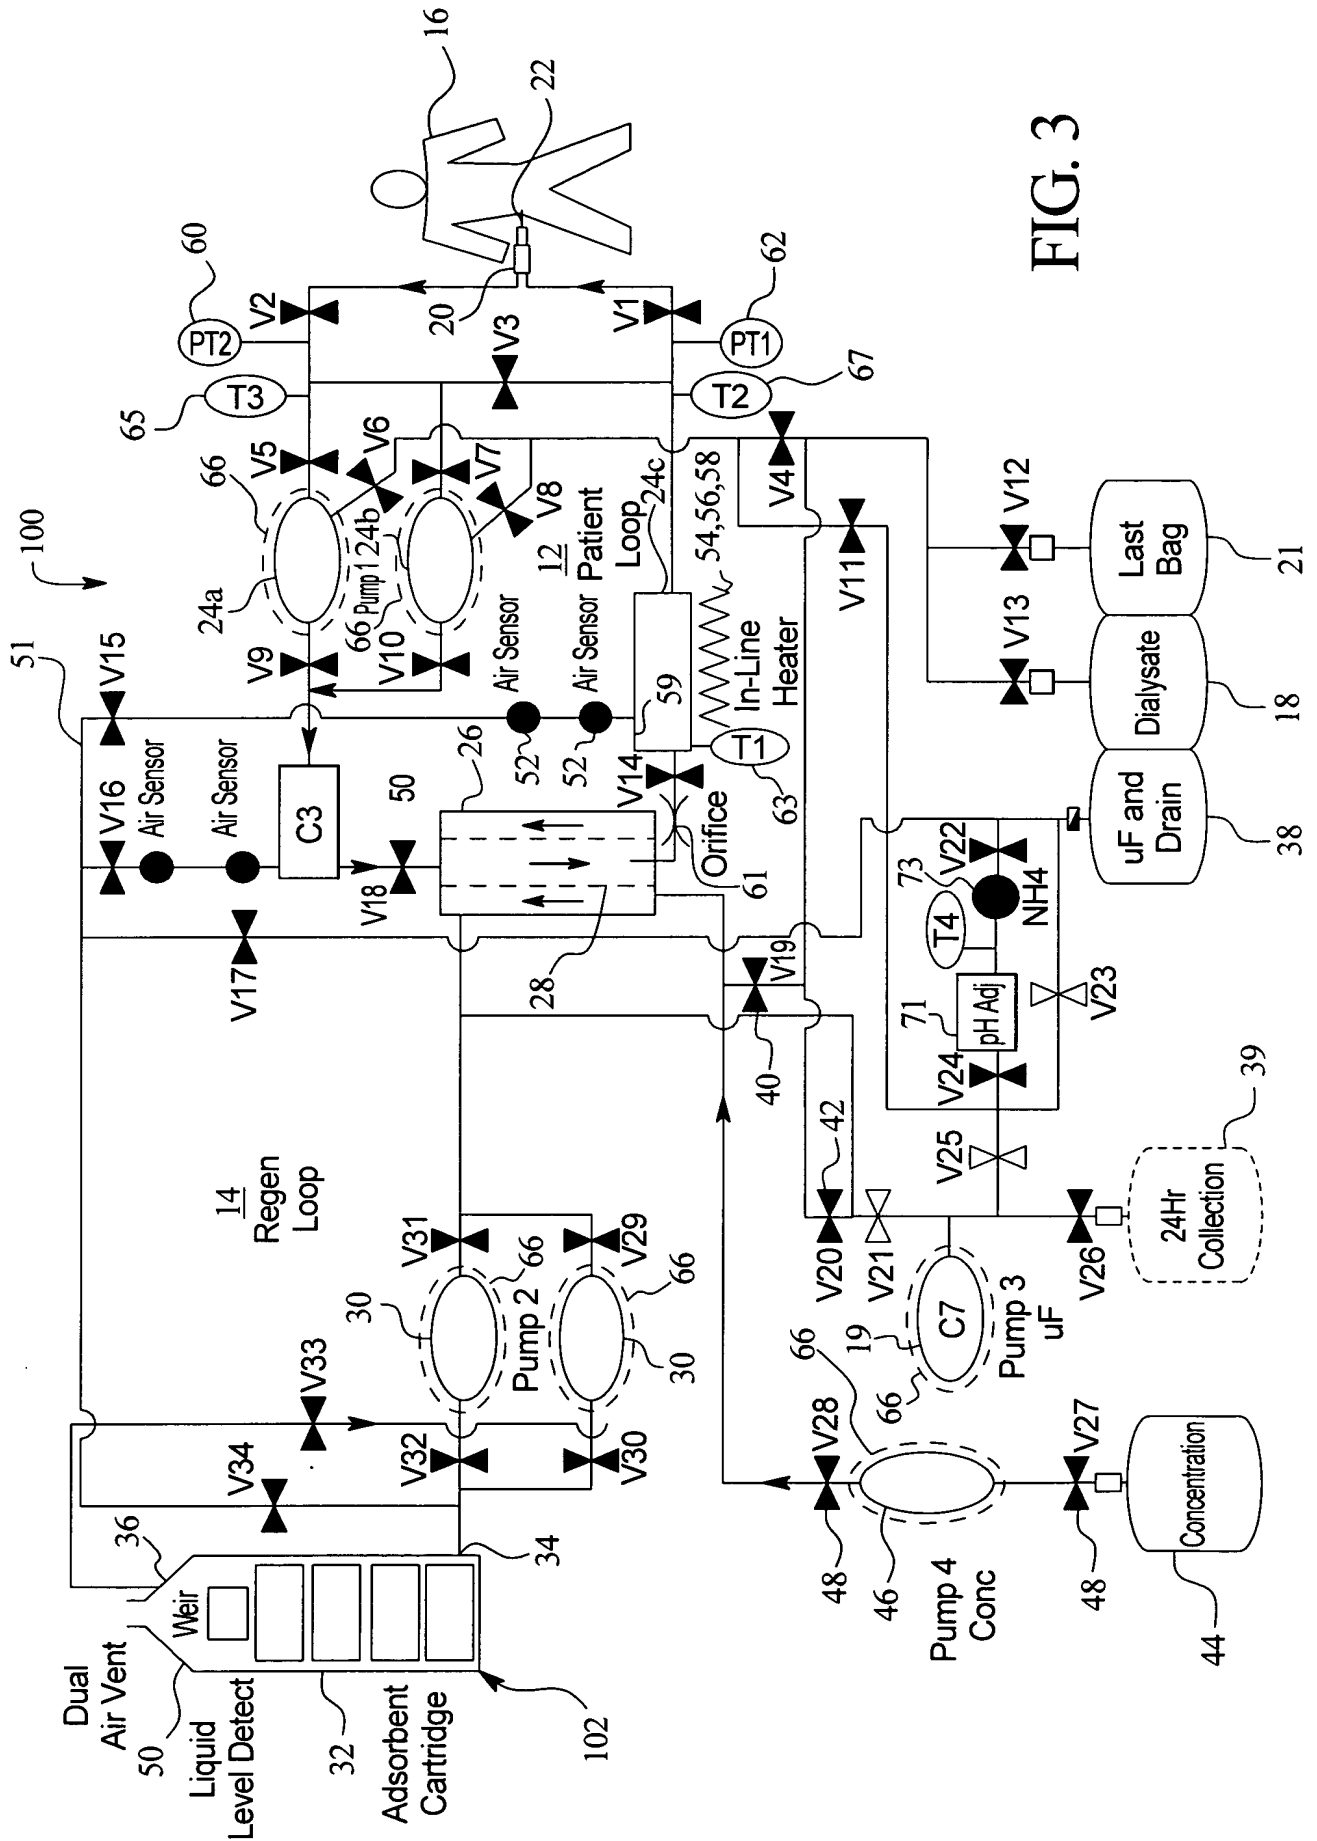 100
51
14
Regen
Loop
12
Patient
Loop
Dual
Air Vent
50
Weir
36
Liquid
Level Detect
32
Adsorbent
Cartridge
102
34
V34
V33
V32
V30
30
66
Pump 2
30
66
V31
V29
V17
V16
Air Sensor
Air Sensor
C3
V18
50
26
28
V15
Air Sensor
52
Air Sensor
52
V9
V10
24a
66
Pump 1
24b
66
V5
V6
V7
V8
65
T3
60
PT2
V2
V3
V1
20
22
16
PT1
62
T2
67
24c
59
54,56,58
In-Line
Heater
T1
63
V14
Orifice
61
V4
V11
V19
40
42
V20
V21
V25
V24
71
pH Adj
T4
73
NH4
V22
V23
19
C7
66
Pump 3
uF
V26
24Hr
Collection
39
V28
48
66
46
Pump 4
Conc
V27
48
Concentration
44
V13
V12
uF and
Drain
38
Dialysate
18
Last
Bag
21
FIG. 3